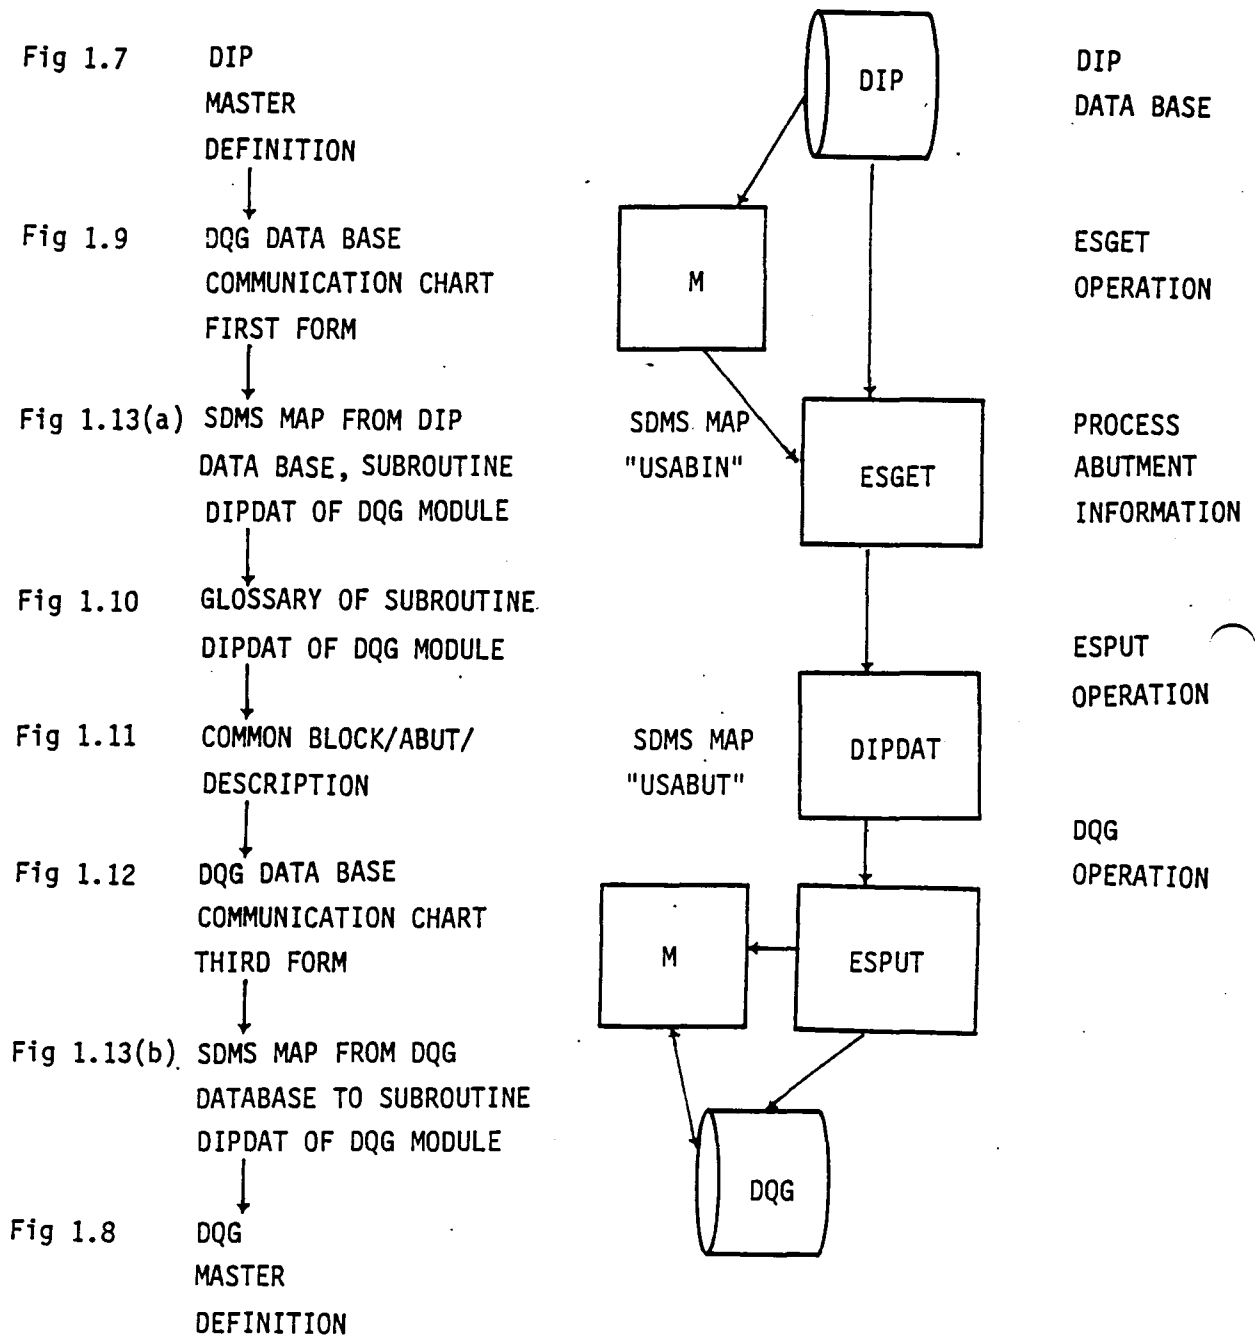 Fig 1.7 DIP
MASTER
DEFINITION
Fig 1.9 DQG DATA BASE
COMMUNICATION CHART
FIRST FORM
Fig 1.13(a) SDMS MAP FROM DIP
DATA BASE, SUBROUTINE
DIPDAT OF DQG MODULE
Fig 1.10 GLOSSARY OF SUBROUTINE
DIPDAT OF DQG MODULE
Fig 1.11 COMMON BLOCK/ABUT/
DESCRIPTION
Fig 1.12 DQG DATA BASE
COMMUNICATION CHART
THIRD FORM
Fig 1.13(b) SDMS MAP FROM DQG
DATABASE TO SUBROUTINE
DIPDAT OF DQG MODULE
Fig 1.8 DQG
MASTER
DEFINITION
DIP
M
SDMS MAP
"USABIN"
ESGET
DIPDAT
SDMS MAP
"USABUT"
M
ESPUT
DQG
DIP
DATA BASE
ESGET
OPERATION
PROCESS
ABUTMENT
INFORMATION
ESPUT
OPERATION
DQG
OPERATION